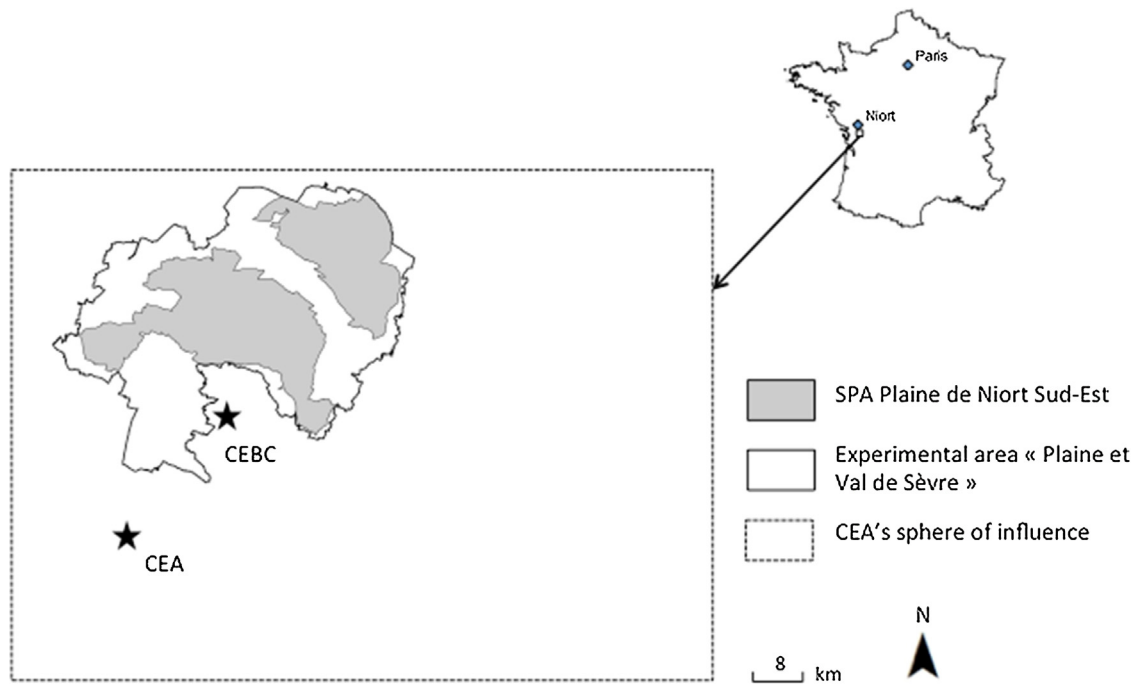 Paris
Niort
CEBC
CEA
SPA Plaine de Niort Sud-Est
Experimental area « Plaine et
Val de Sèvre »
CEA's sphere of influence
N
8
km